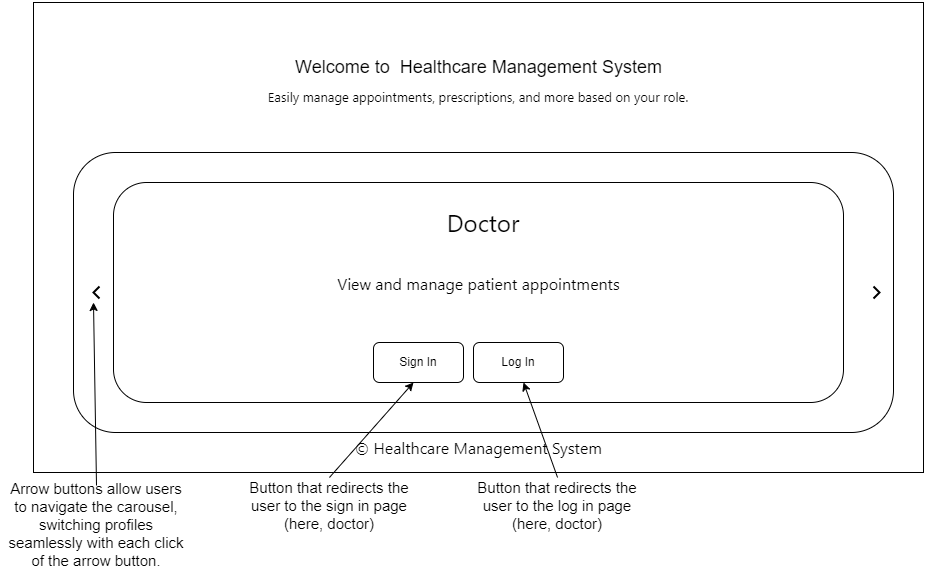 Welcome to  Healthcare Management System
Easily manage appointments, prescriptions, and more based on your role.
Doctor
View and manage patient appointments
Sign In
Log In
© Healthcare Management System
Arrow buttons allow users
to navigate the carousel,
switching profiles
seamlessly with each click
of the arrow button.
Button that redirects the
user to the sign in page
(here, doctor)
Button that redirects the
user to the log in page
(here, doctor)